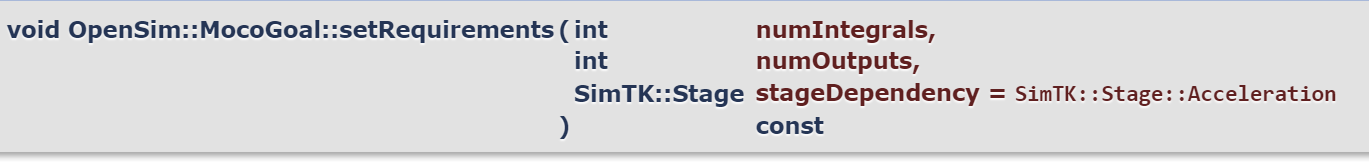 void OpenSim::MocoGoal::setRequirements ( int numIntegrals,
int numOutputs,
SimTK::Stage stageDependency = SimTK::Stage::Acceleration
) const